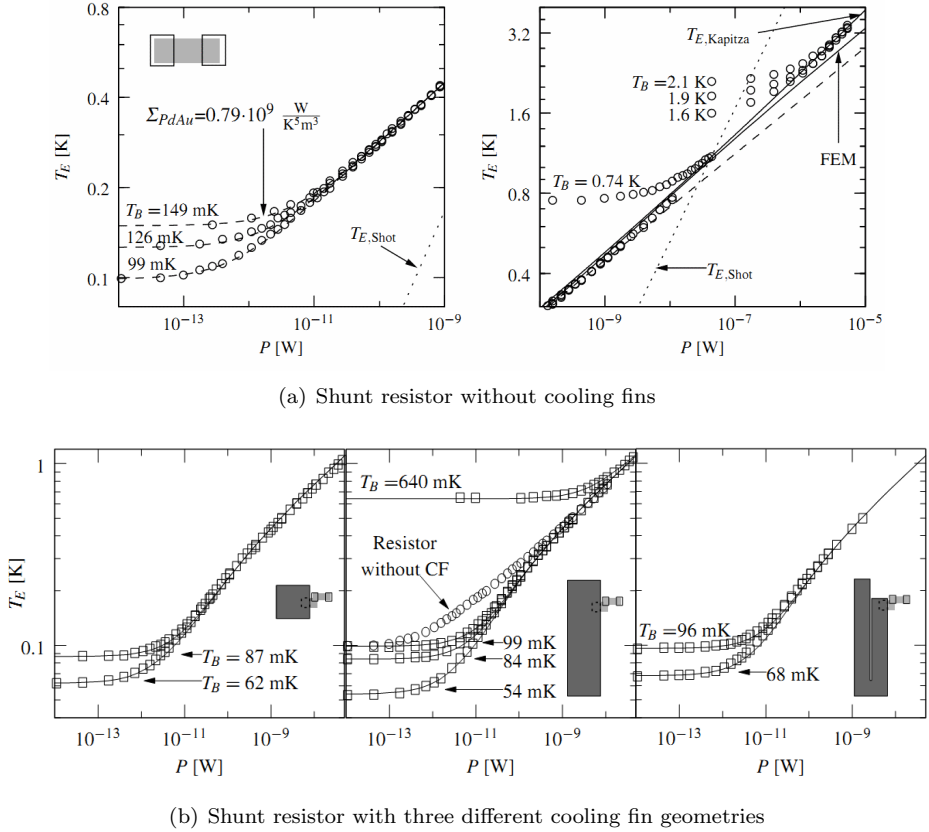 0.8
0.4
0.2
0.1
T_E [K]
Σ_PdAu=0.79·10^9 W/K^5m^3
T_B = 149 mK
126 mK
99 mK
T_E,Shot
10^-13
10^-11
10^-9
P [W]
3.2
1.6
0.8
0.4
T_E [K]
T_E,Kapitza
T_B = 2.1 K
1.9 K
1.6 K
FEM
T_B = 0.74 K
T_E,Shot
10^-9
10^-7
10^-5
P [W]
(a) Shunt resistor without cooling fins
1
0.1
T_E [K]
T_B = 87 mK
T_B = 62 mK
10^-13
10^-11
10^-9
P [W]
T_B = 640 mK
Resistor
without CF
99 mK
84 mK
54 mK
10^-13
10^-11
10^-9
P [W]
T_B = 96 mK
68 mK
10^-13
10^-11
10^-9
P [W]
(b) Shunt resistor with three different cooling fin geometries